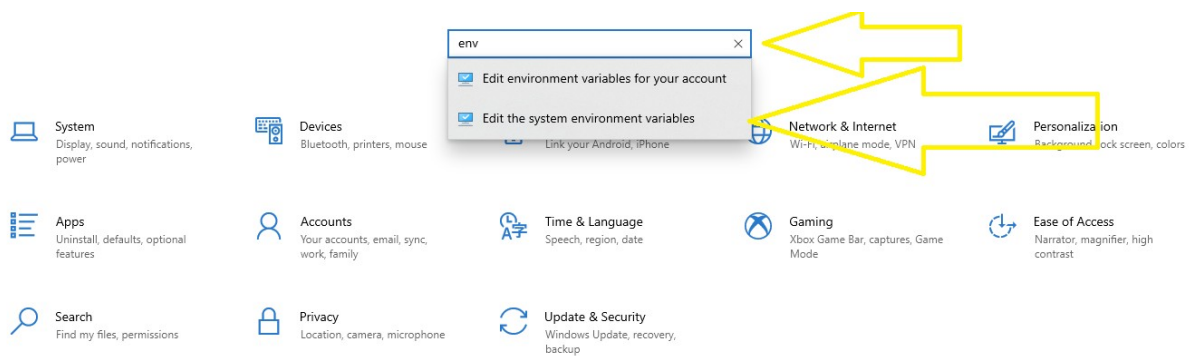 env
Edit environment variables for your account
Edit the system environment variables
System
Display, sound, notifications,
power
Devices
Bluetooth, printers, mouse
Link your Android, iPhone
Network & Internet
Wi-Fi, airplane mode, VPN
Personalization
Background, lock screen, colors
Apps
Uninstall, defaults, optional
features
Accounts
Your accounts, email, sync,
work, family
Time & Language
Speech, region, date
Gaming
Xbox Game Bar, captures, Game
Mode
Ease of Access
Narrator, magnifier, high
contrast
Search
Find my files, permissions
Privacy
Location, camera, microphone
Update & Security
Windows Update, recovery,
backup